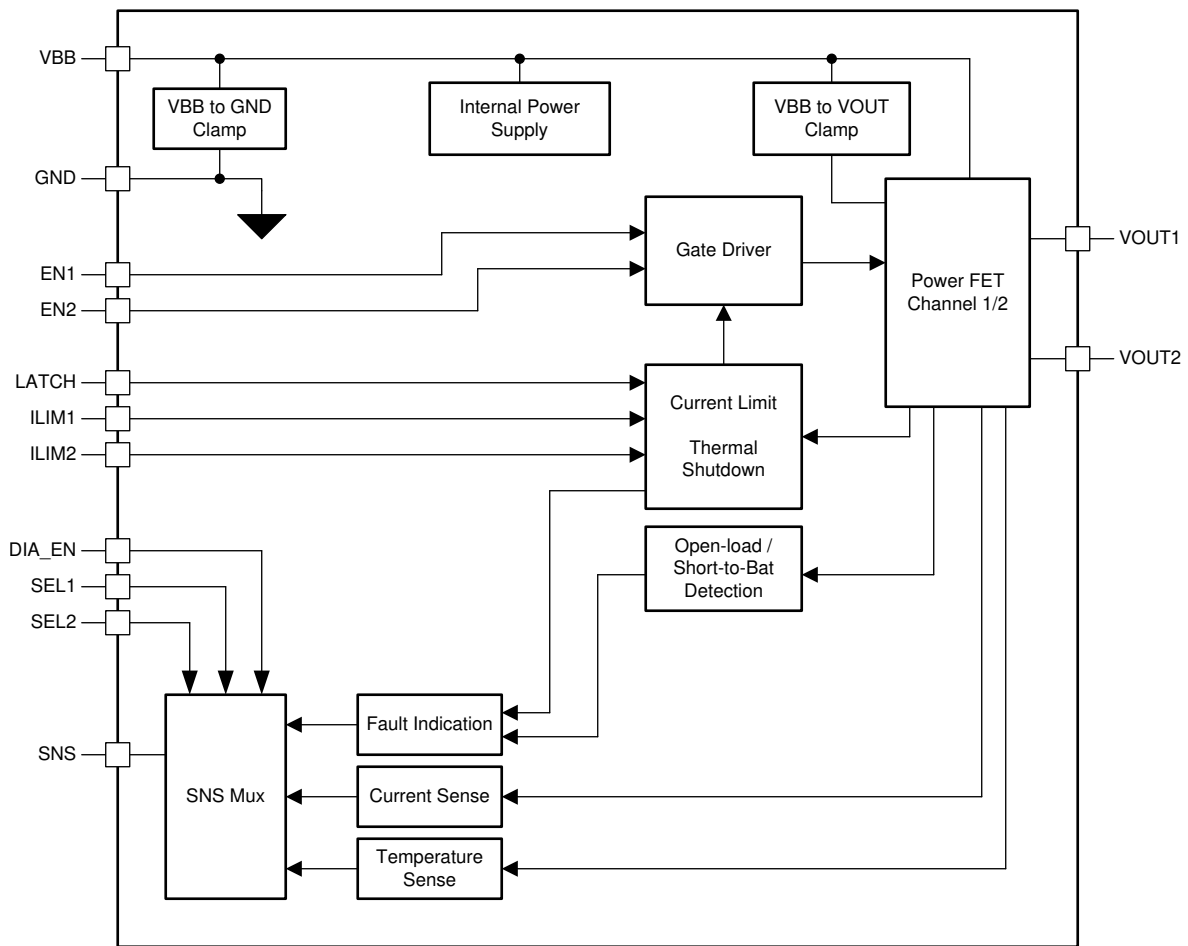 VBB
VBB to GND
Clamp
Internal Power
Supply
VBB to VOUT
Clamp
GND
EN1
EN2
Gate Driver
Power FET
Channel 1/2
VOUT1
VOUT2
LATCH
ILIM1
ILIM2
Current Limit
Thermal
Shutdown
DIA_EN
SEL1
SEL2
Open-load /
Short-to-Bat
Detection
SNS
SNS Mux
Fault Indication
Current Sense
Temperature
Sense